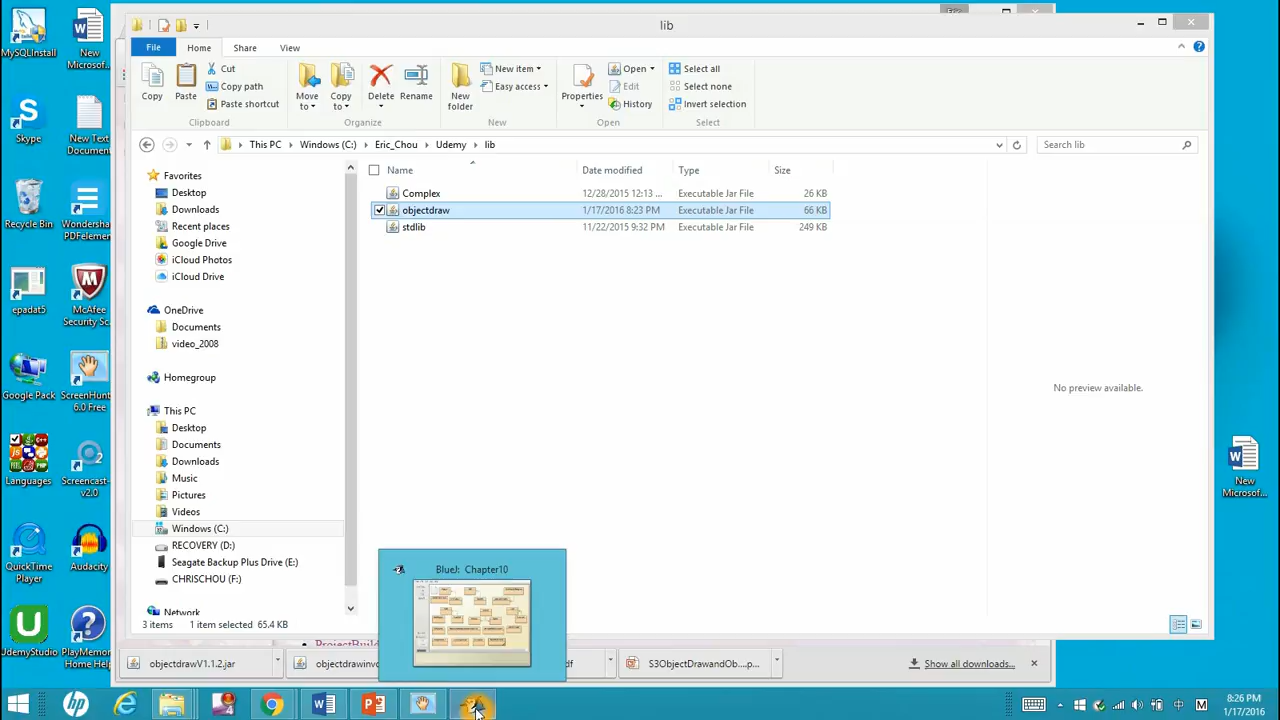 lib
File Home Share View
Copy
Paste
Cut
Copy path
Paste shortcut
Clipboard
Move to
Copy to
Delete
Rename
Organize
New folder
New item
Easy access
New
Properties
Open
Edit
History
Open
Select all
Select none
Invert selection
Select
This PC Windows (C:) Eric_Chou Udemy lib
Search lib
Name Date modified Type Size
Complex 12/28/2015 12:13 ... Executable Jar File 26 KB
objectdraw 1/17/2016 8:23 PM Executable Jar File 66 KB
stdlib 11/22/2015 9:32 PM Executable Jar File 249 KB
No preview available.
Favorites
Desktop
Downloads
Recent places
Google Drive
iCloud Photos
iCloud Drive
OneDrive
Documents
video_2008
Homegroup
This PC
Desktop
Documents
Downloads
Music
Pictures
Videos
Windows (C:)
RECOVERY (D:)
Seagate Backup Plus Drive (E:)
CHRISCHOU (F:)
Network
3 items 1 item selected 65.4 KB
BlueJ: Chapter10
objectdrawV1.1.2.jar
S3ObjectDrawandOb....p...
Show all downloads...
MySQLInstall
New Microsof...
Skype
New Text Documen...
Recycle Bin
Wondersha... PDFelemen...
epadat5
McAfee Security Sc...
Google Pack
ScreenHunt... 6.0 Free
Languages
Screencast-... v2.0
QuickTime Player
Audacity
UdemyStudio
PlayMemor... Home Help
New Microsof...
8:26 PM
1/17/2016